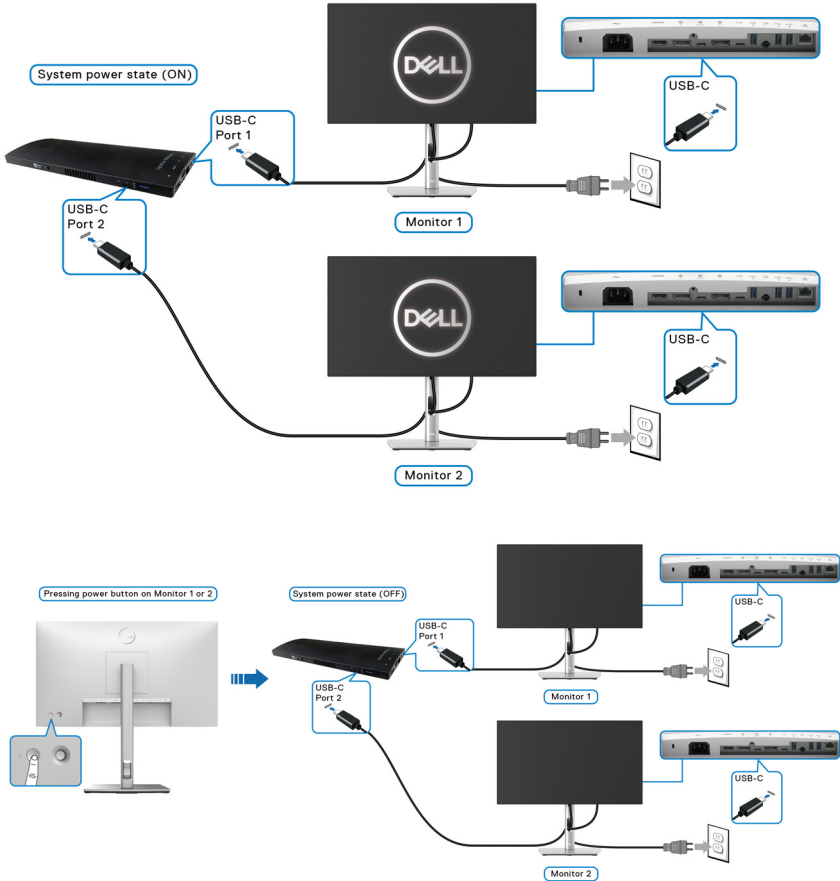 System power state (ON)
USB-C
Port 1
DELL
USB-C
USB-C
Port 2
Monitor 1
DELL
USB-C
Monitor 2
Pressing power button on Monitor 1 or 2
System power state (OFF)
USB-C
Port 1
USB-C
USB-C
Port 2
Monitor 1
USB-C
Monitor 2